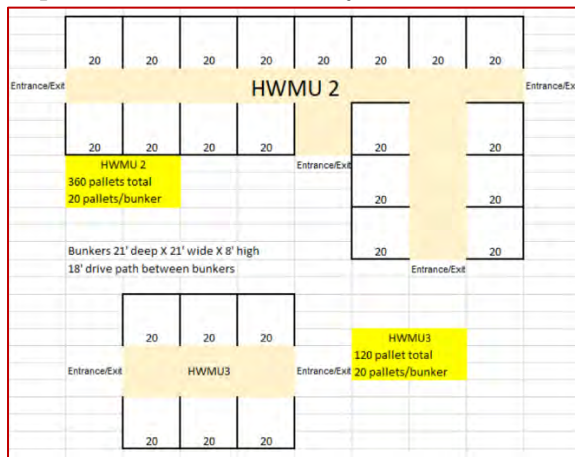 20 20 20 20 20 20 20 20
Entrance/Exit HWMU 2 Entrance/Exit
20 20 20 20 20 20
HWMU 2 Entrance/Exit
360 pallets total
20 pallets/bunker 20 20
Bunkers 21' deep X 21' wide X 8' high
20 20
18' drive path between bunkers Entrance/Exit
20 20 20 HWMU3
120 pallet total
Entrance/Exit HWMU3 Entrance/Exit 20 pallets/bunker
20 20 20